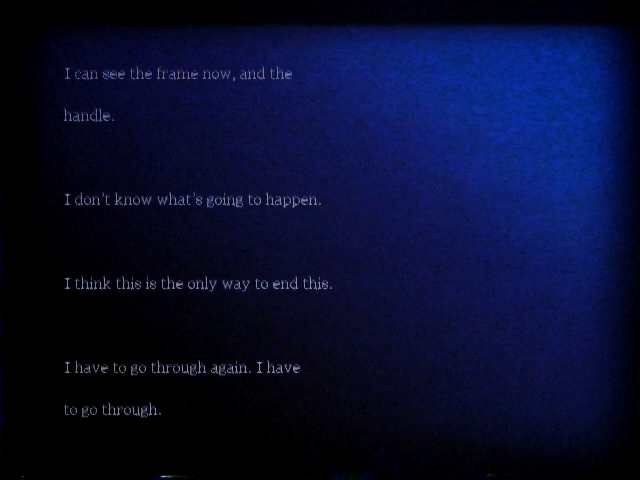 I can see the frame now, and the
handle.
I don't know what's going to happen.
I think this is the only way to end this.
I have to go through again. I have
to go through.